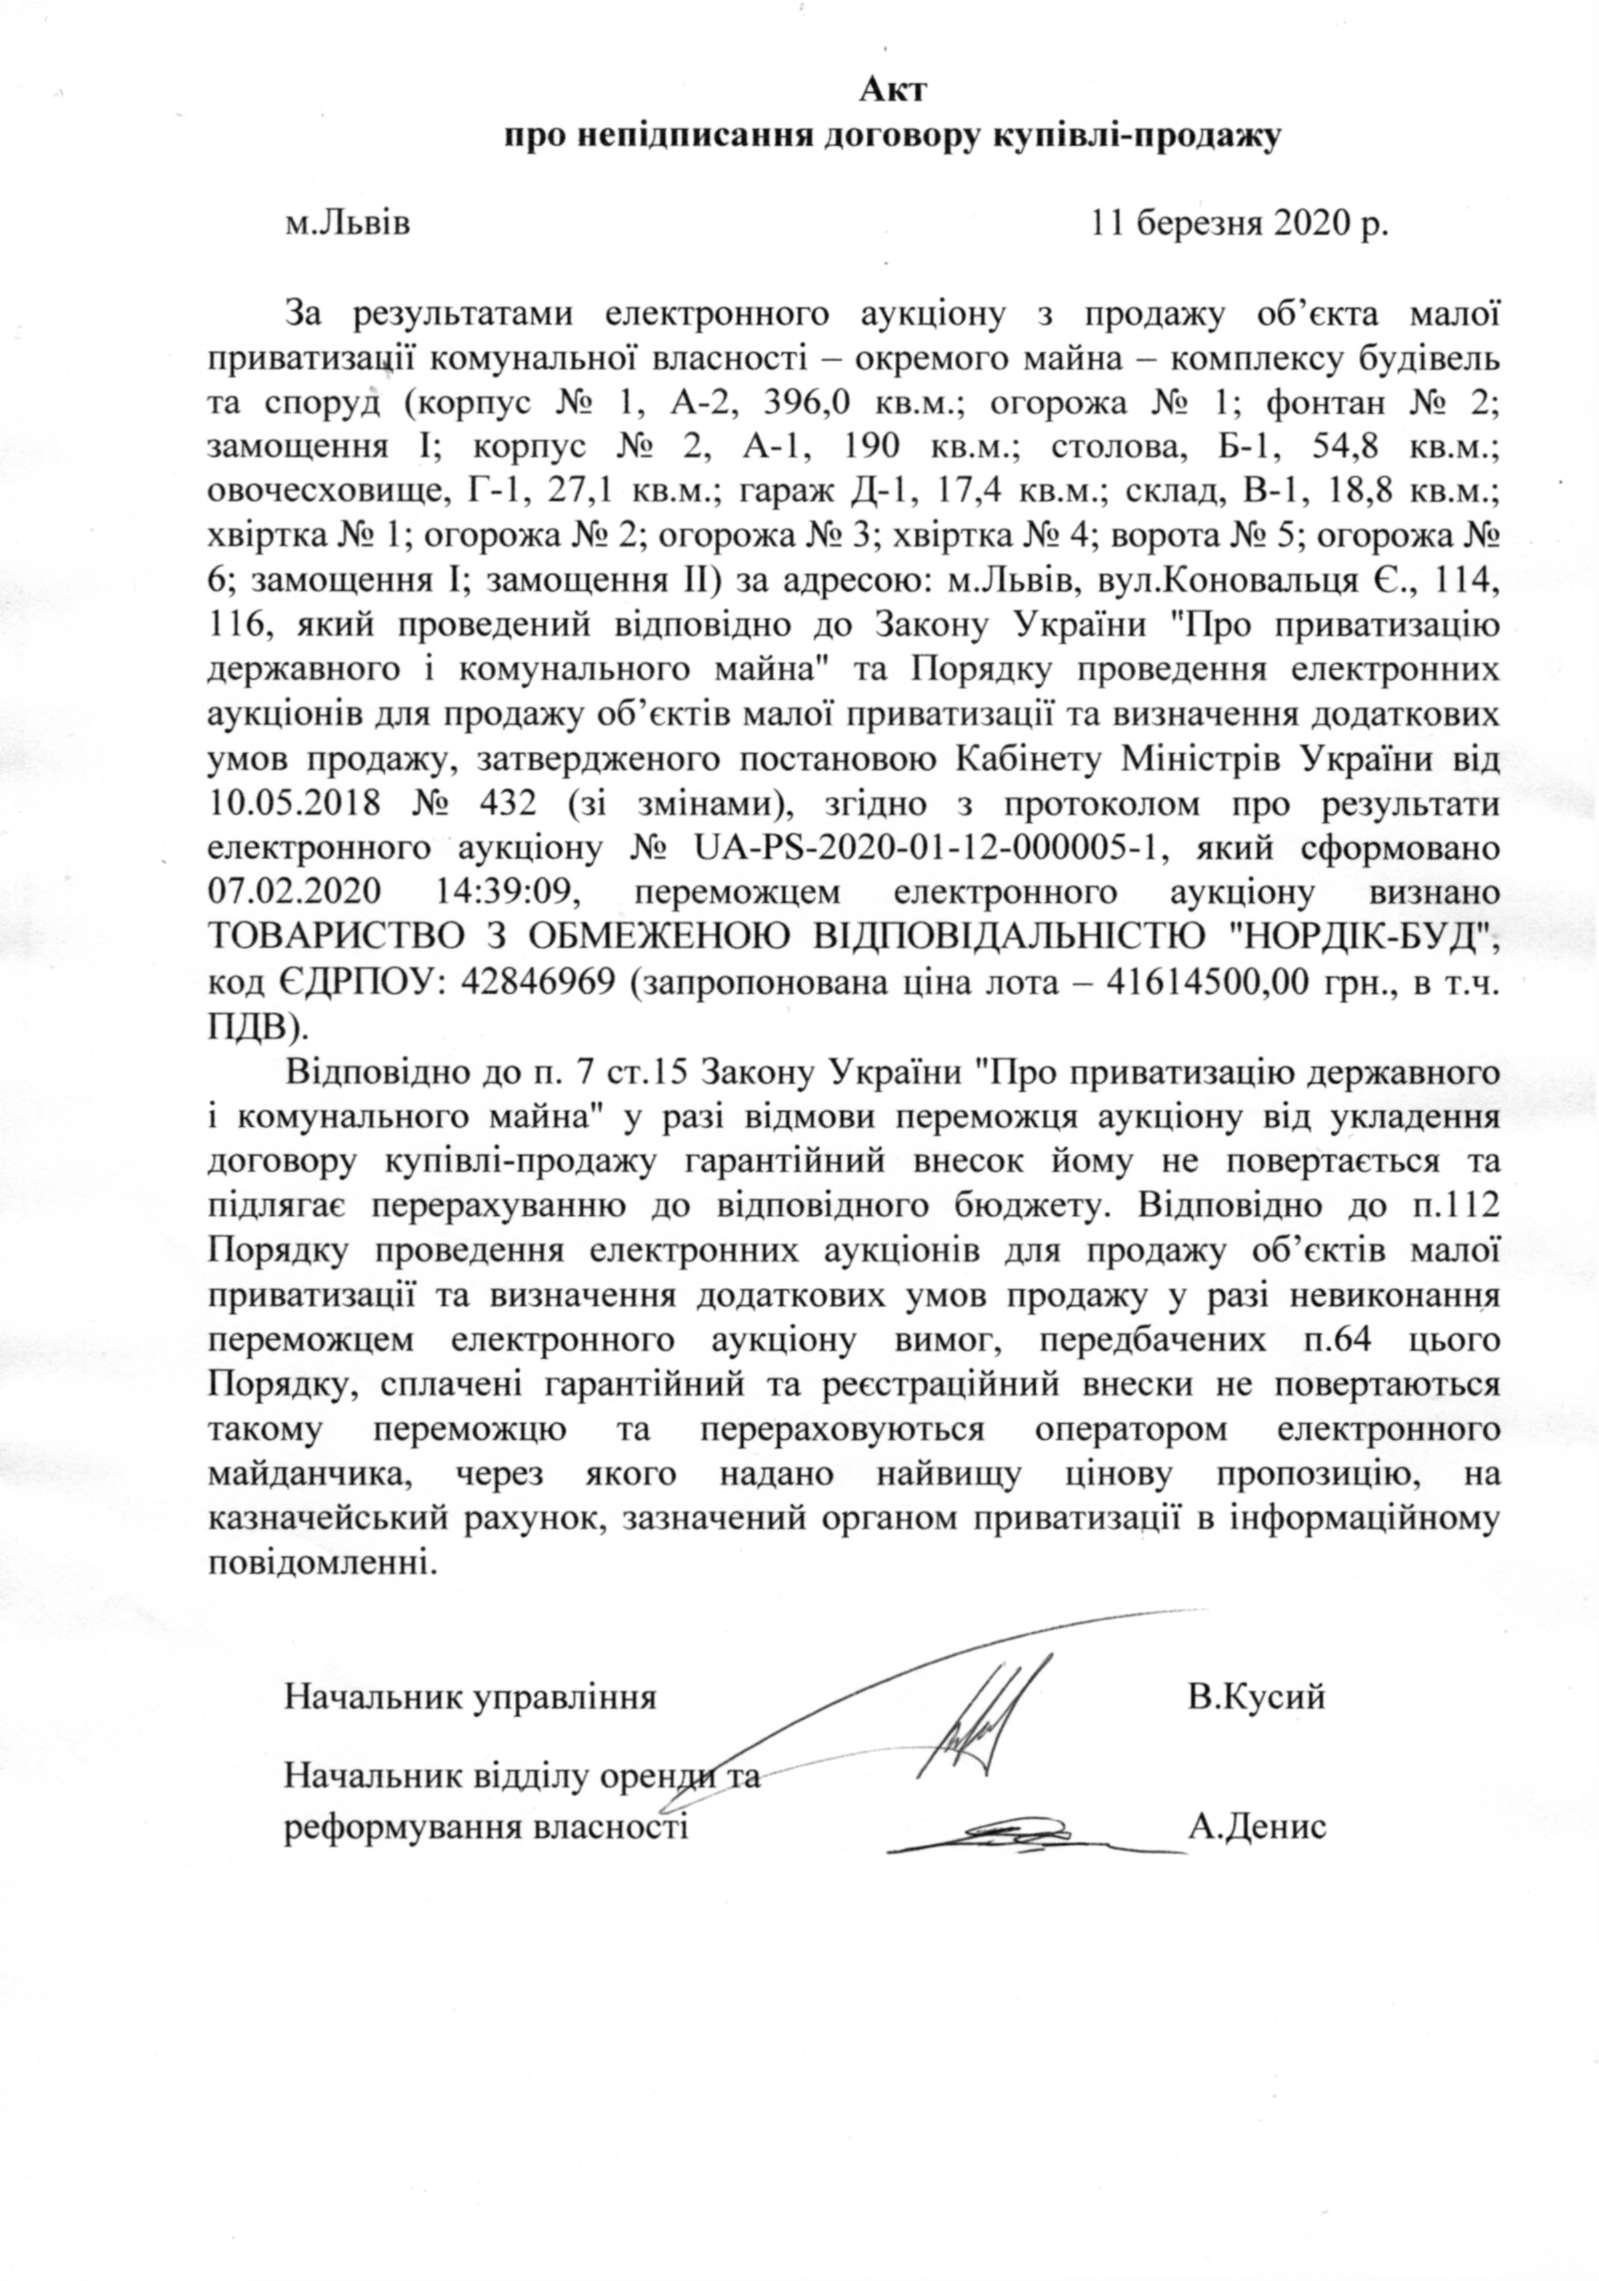 Акт
про непідписання договору купівлі-продажу
м.Львів 11 березня 2020 р.
За результатами електронного аукціону з продажу об’єкта малої
приватизації комунальної власності – окремого майна – комплексу будівель
та споруд (корпус № 1, А-2, 396,0 кв.м.; огорожа № 1; фонтан № 2;
замощення І; корпус № 2, А-1, 190 кв.м.; столова, Б-1, 54,8 кв.м.;
овочесховище, Г-1, 27,1 кв.м.; гараж Д-1, 17,4 кв.м.; склад, В-1, 18,8 кв.м.;
хвіртка № 1; огорожа № 2; огорожа № 3; хвіртка № 4; ворота № 5; огорожа №
6; замощення І; замощення ІІ) за адресою: м.Львів, вул.Коновальця Є., 114,
116, який проведений відповідно до Закону України "Про приватизацію
державного і комунального майна" та Порядку проведення електронних
аукціонів для продажу об’єктів малої приватизації та визначення додаткових
умов продажу, затвердженого постановою Кабінету Міністрів України від
10.05.2018 № 432 (зі змінами), згідно з протоколом про результати
електронного аукціону № UA-PS-2020-01-12-000005-1, який сформовано
07.02.2020 14:39:09, переможцем електронного аукціону визнано
ТОВАРИСТВО З ОБМЕЖЕНОЮ ВІДПОВІДАЛЬНІСТЮ "НОРДІК-БУД",
код ЄДРПОУ: 42846969 (запропонована ціна лота – 41614500,00 грн., в т.ч.
ПДВ).
Відповідно до п. 7 ст.15 Закону України "Про приватизацію державного
і комунального майна" у разі відмови переможця аукціону від укладення
договору купівлі-продажу гарантійний внесок йому не повертається та
підлягає перерахуванню до відповідного бюджету. Відповідно до п.112
Порядку проведення електронних аукціонів для продажу об’єктів малої
приватизації та визначення додаткових умов продажу у разі невиконання
переможцем електронного аукціону вимог, передбачених п.64 цього
Порядку, сплачені гарантійний та реєстраційний внески не повертаються
такому переможцю та перераховуються оператором електронного
майданчика, через якого надано найвищу цінову пропозицію, на
казначейський рахунок, зазначений органом приватизації в інформаційному
повідомленні.
Начальник управління В.Кусий
Начальник відділу оренди та
реформування власності А.Денис